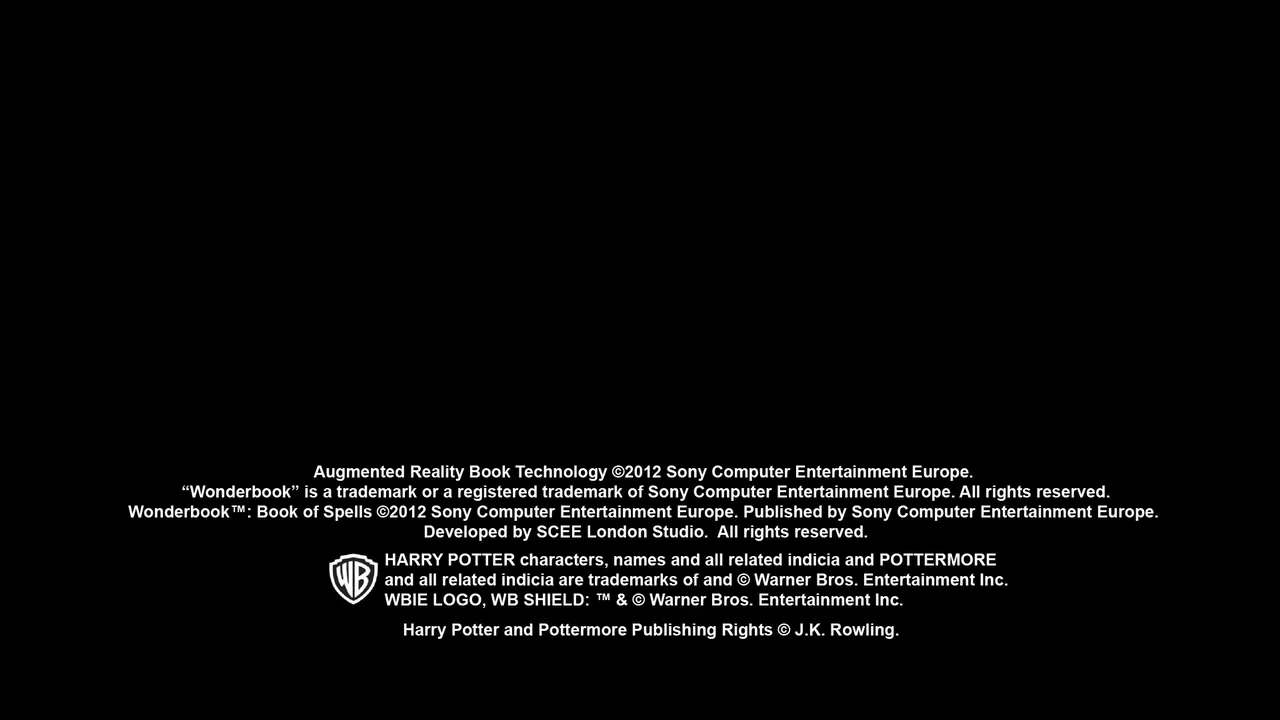 Augmented Reality Book Technology ©2012 Sony Computer Entertainment Europe.
“Wonderbook” is a trademark or a registered trademark of Sony Computer Entertainment Europe. All rights reserved.
Wonderbook™: Book of Spells ©2012 Sony Computer Entertainment Europe. Published by Sony Computer Entertainment Europe.
Developed by SCEE London Studio.  All rights reserved.
WB
HARRY POTTER characters, names and all related indicia and POTTERMORE
and all related indicia are trademarks of and © Warner Bros. Entertainment Inc.
WBIE LOGO, WB SHIELD: ™ & © Warner Bros. Entertainment Inc.
Harry Potter and Pottermore Publishing Rights © J.K. Rowling.